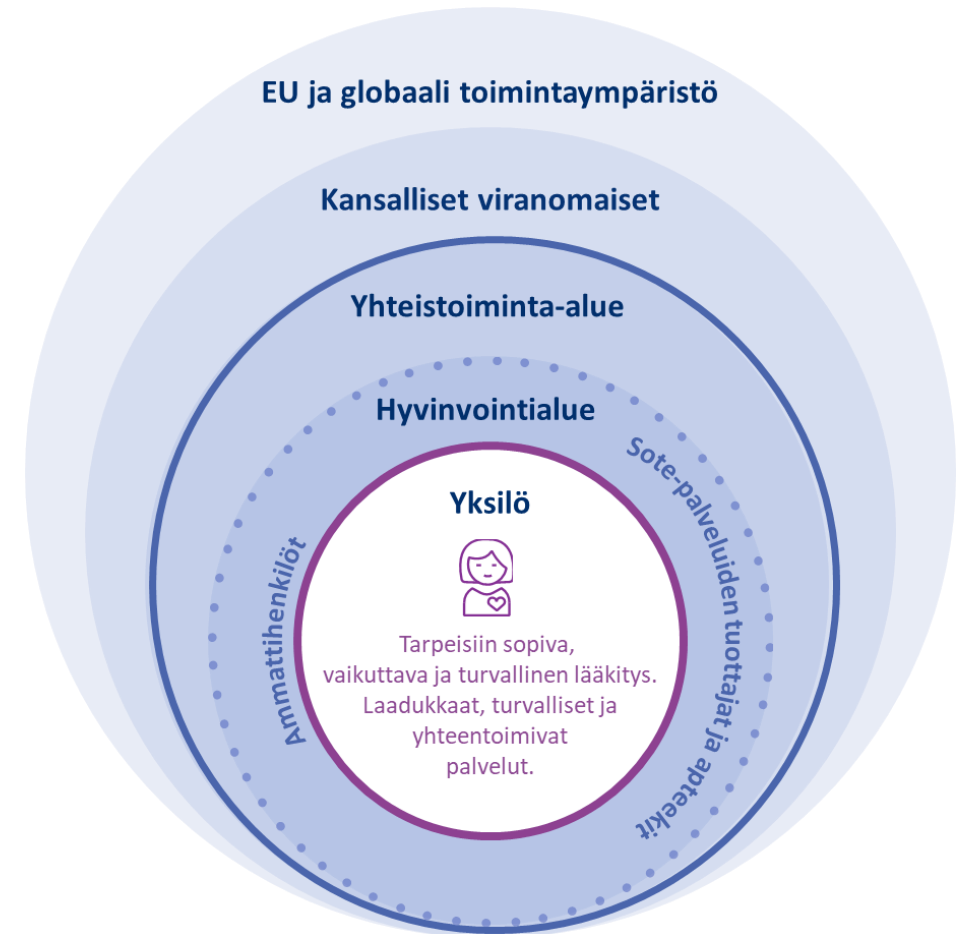 EU ja globaali toimintaympäristö
Kansalliset viranomaiset
Yhteistoiminta-alue
Hyvinvointialue
Ammattihenkilöt
Sote-palveluiden tuottajat ja apteekit
Yksilö
Tarpeisiin sopiva,
vaikuttava ja turvallinen lääkitys.
Laadukkaat, turvalliset ja
yhteentoimivat
palvelut.